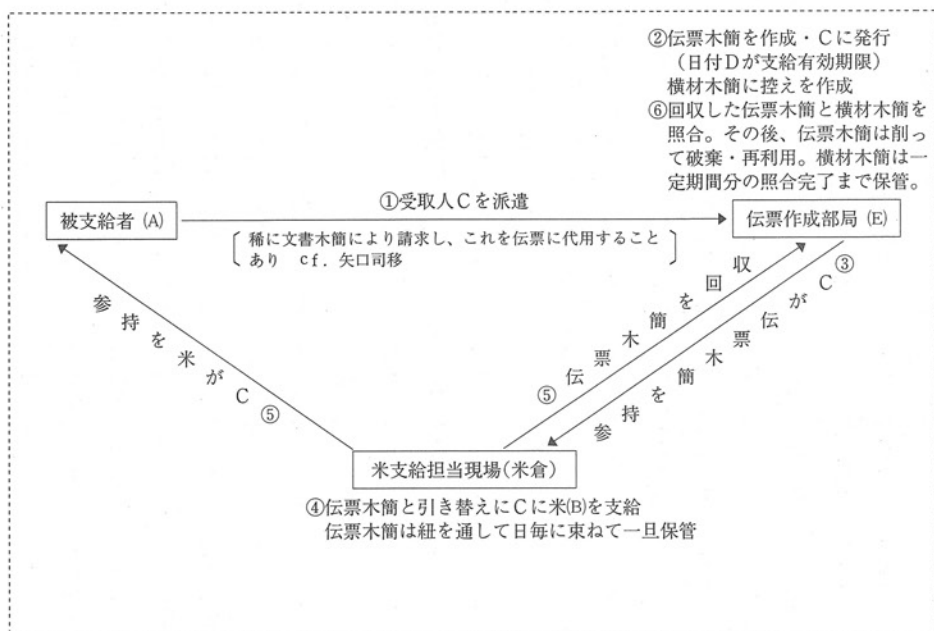 ②伝票木簡を作成・Cに発行
(日付Dが支給有効期限)
横材木簡に控えを作成
⑥回収した伝票木簡と横材木簡を
照合。その後、伝票木簡は削っ
て破棄・再利用。横材木簡は一
定期間分の照合完了まで保管。
①受取人Cを派遣
被支給者(A)
伝票作成部局(E)
稀に文書木簡により請求し、これを伝票に代用すること
あり cf. 矢口司移
③Cが伝票木簡を持参
⑤伝票木簡を回収
⑤Cが米を持参
米支給担当現場(米倉)
④伝票木簡と引き替えにCに米(B)を支給
伝票木簡は紐を通して日毎に束ねて一旦保管